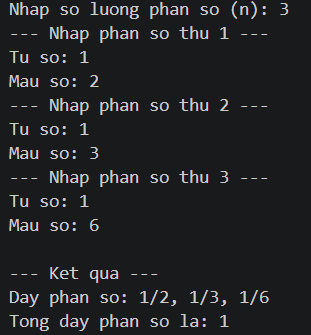 Nhap so luong phan so (n): 3
--- Nhap phan so thu 1 ---
Tu so: 1
Mau so: 2
--- Nhap phan so thu 2 ---
Tu so: 1
Mau so: 3
--- Nhap phan so thu 3 ---
Tu so: 1
Mau so: 6

--- Ket qua ---
Day phan so: 1/2, 1/3, 1/6
Tong day phan so la: 1